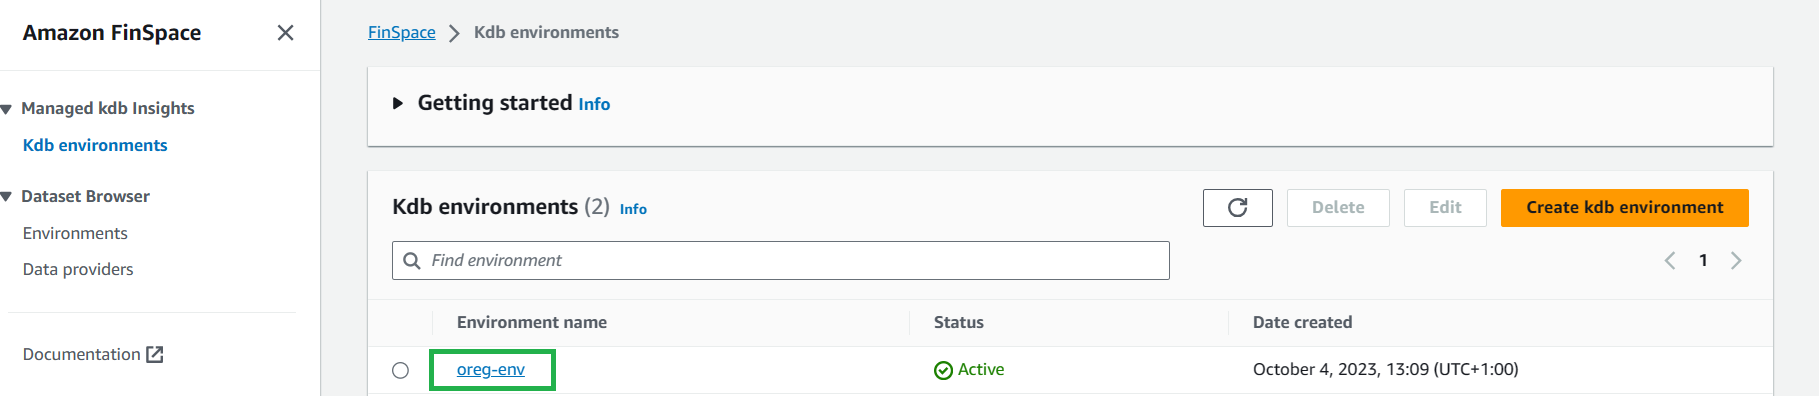 Amazon FinSpace
Managed kdb Insights
Kdb environments
Dataset Browser
Environments
Data providers
Documentation
FinSpace > Kdb environments
Getting started Info
Kdb environments (2) Info
Delete
Edit
Create kdb environment
Find environment
1
Environment name Status Date created
oreg-env Active October 4, 2023, 13:09 (UTC+1:00)